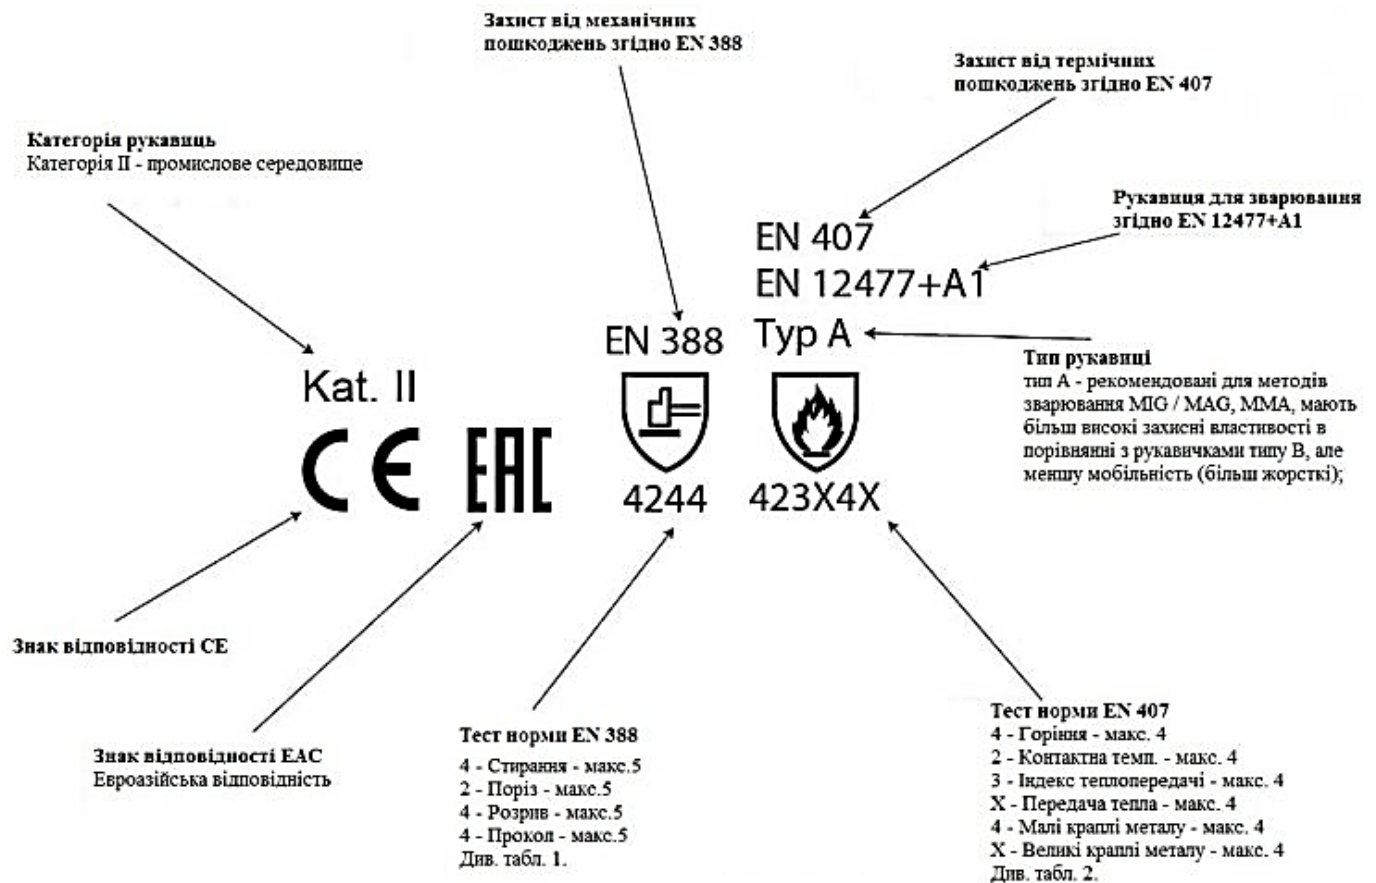 Захист від механічних
пошкоджень згідно EN 388
Захист від термічних
пошкоджень згідно EN 407
Категорія рукавиць
Категорія II - промислове середовище
Рукавиця для зварювання
згідно EN 12477+A1
EN 407
EN 12477+A1
EN 388
Typ A
Тип рукавиці
тип А - рекомендовані для методів
зварювання MIG / MAG, MMA, мають
більш високі захисні властивості в
порівнянні з рукавичками типу В, але
меншу мобільність (більш жорсткі);
Kat. II
CE
EAC
4244
423X4X
Знак відповідності CE
Знак відповідності EAC
Евроазійська відповідність
Тест норми EN 388
4 - Стирання - макс.5
2 - Поріз - макс.5
4 - Розрив - макс.5
4 - Прокол - макс.5
Див. табл. 1.
Тест норми EN 407
4 - Горіння - макс. 4
2 - Контактна темп. - макс. 4
3 - Індекс теплопередачі - макс. 4
X - Передача тепла - макс. 4
4 - Малі краплі металу - макс. 4
X - Великі краплі металу - макс. 4
Див. табл. 2.